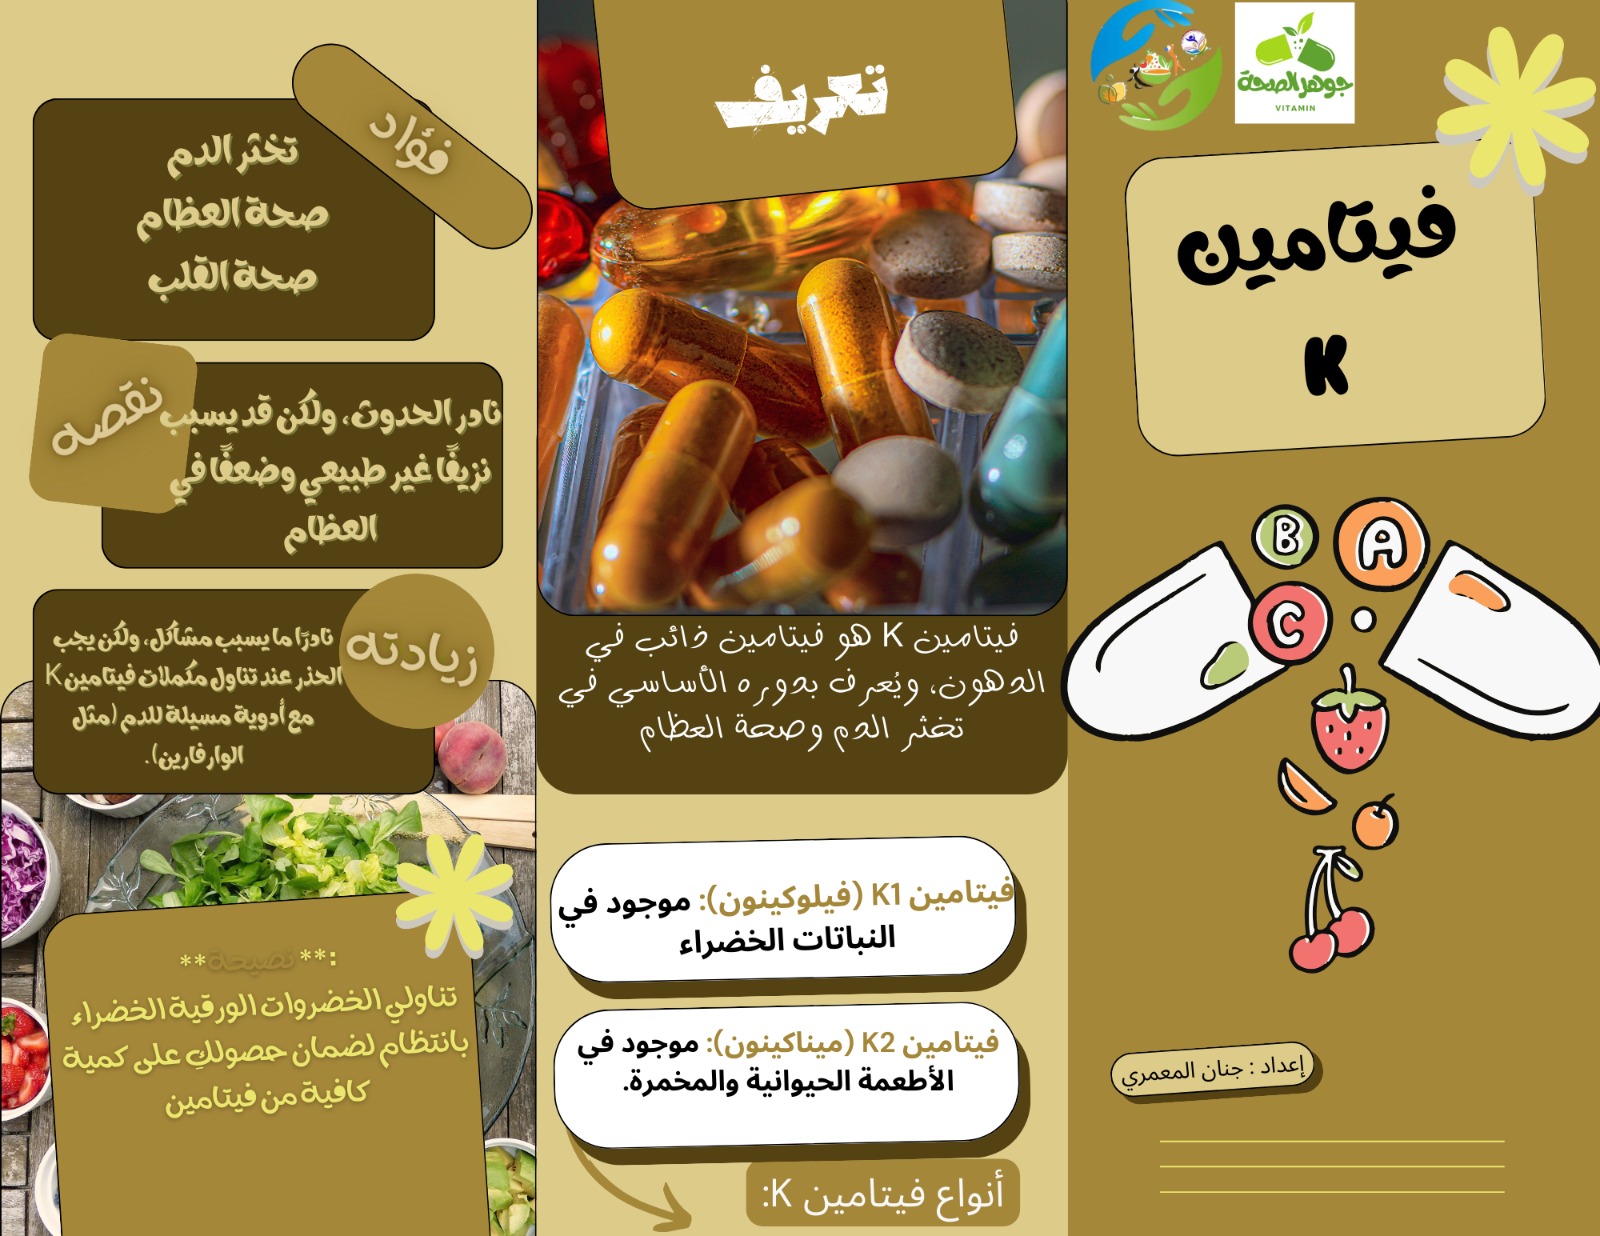 جوهر الصحة
VITAMIN
فيتامين
K
B
A
C
إعداد : جنان المعمري
تعريف
فيتامين K هو فيتامين ذائب في
الدهون، ويُعرف بدوره الأساسي في
تخثر الدم وصحة العظام
فيتامين K1 (فيلوكينون): موجود في
النباتات الخضراء
فيتامين K2 (ميناكينون): موجود في
الأطعمة الحيوانية والمخمرة.
أنواع فيتامين K:
فؤاد
تخثر الدم
صحة العظام
صحة القلب
نقصه
نادر الحدوث، ولكن قد يسبب
نزيفًا غير طبيعي وضعفًا في
العظام
زيادته
نادرًا ما يسبب مشاكل، ولكن يجب
الحذر عند تناول مكملات فيتامين K
مع أدوية مسيلة للدم (مثل
الوارفارين).
**نصيحة**:
تناولي الخضروات الورقية الخضراء
بانتظام لضمان حصولكِ على كمية
كافية من فيتامين